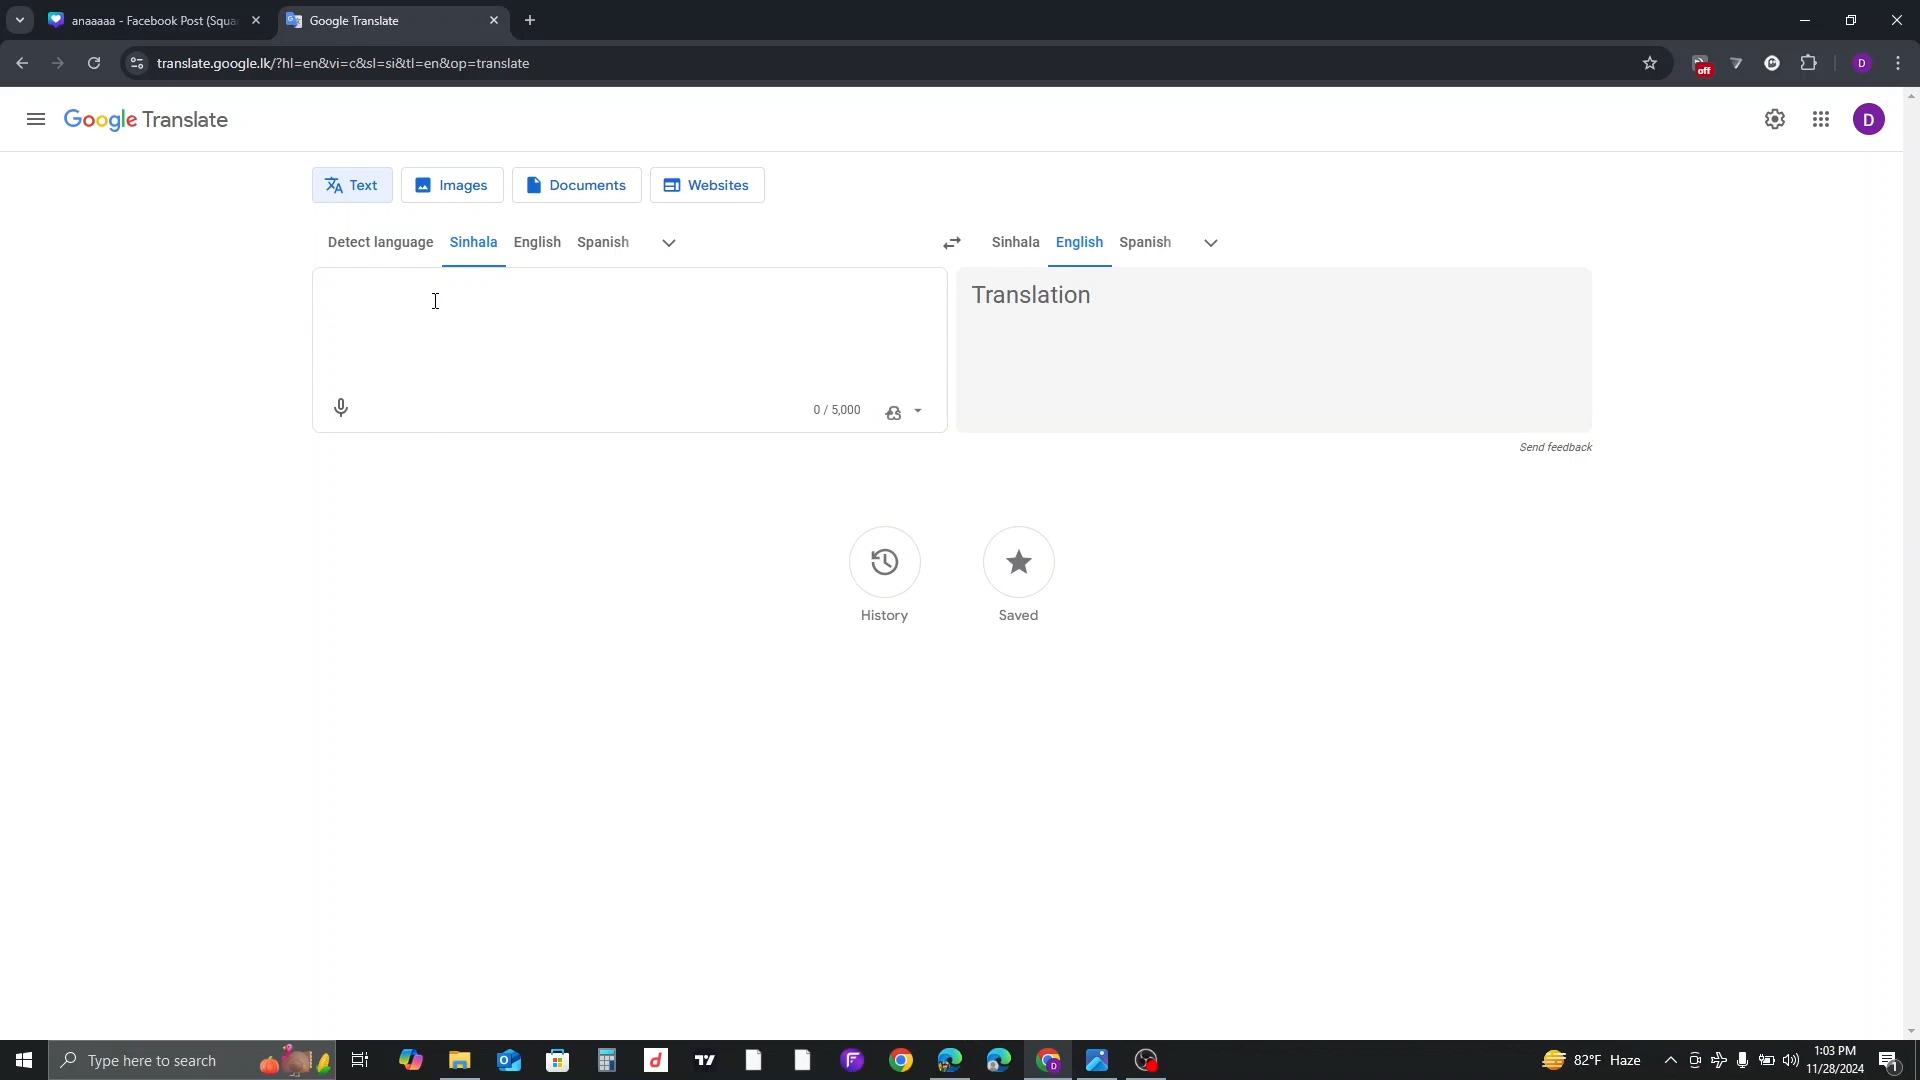 anaaaaa - Facebook Post (Squa
Google Translate
translate.google.lk/?hl=en&vi=c&sl=si&tl=en&op=translate
off
D
Google Translate
D
Text
Images
Documents
Websites
Detect language
Sinhala
English
Spanish
Sinhala
English
Spanish
Translation
0 / 5,000
Send feedback
History
Saved
Type here to search
82°F Haze
1:03 PM
11/28/2024
1